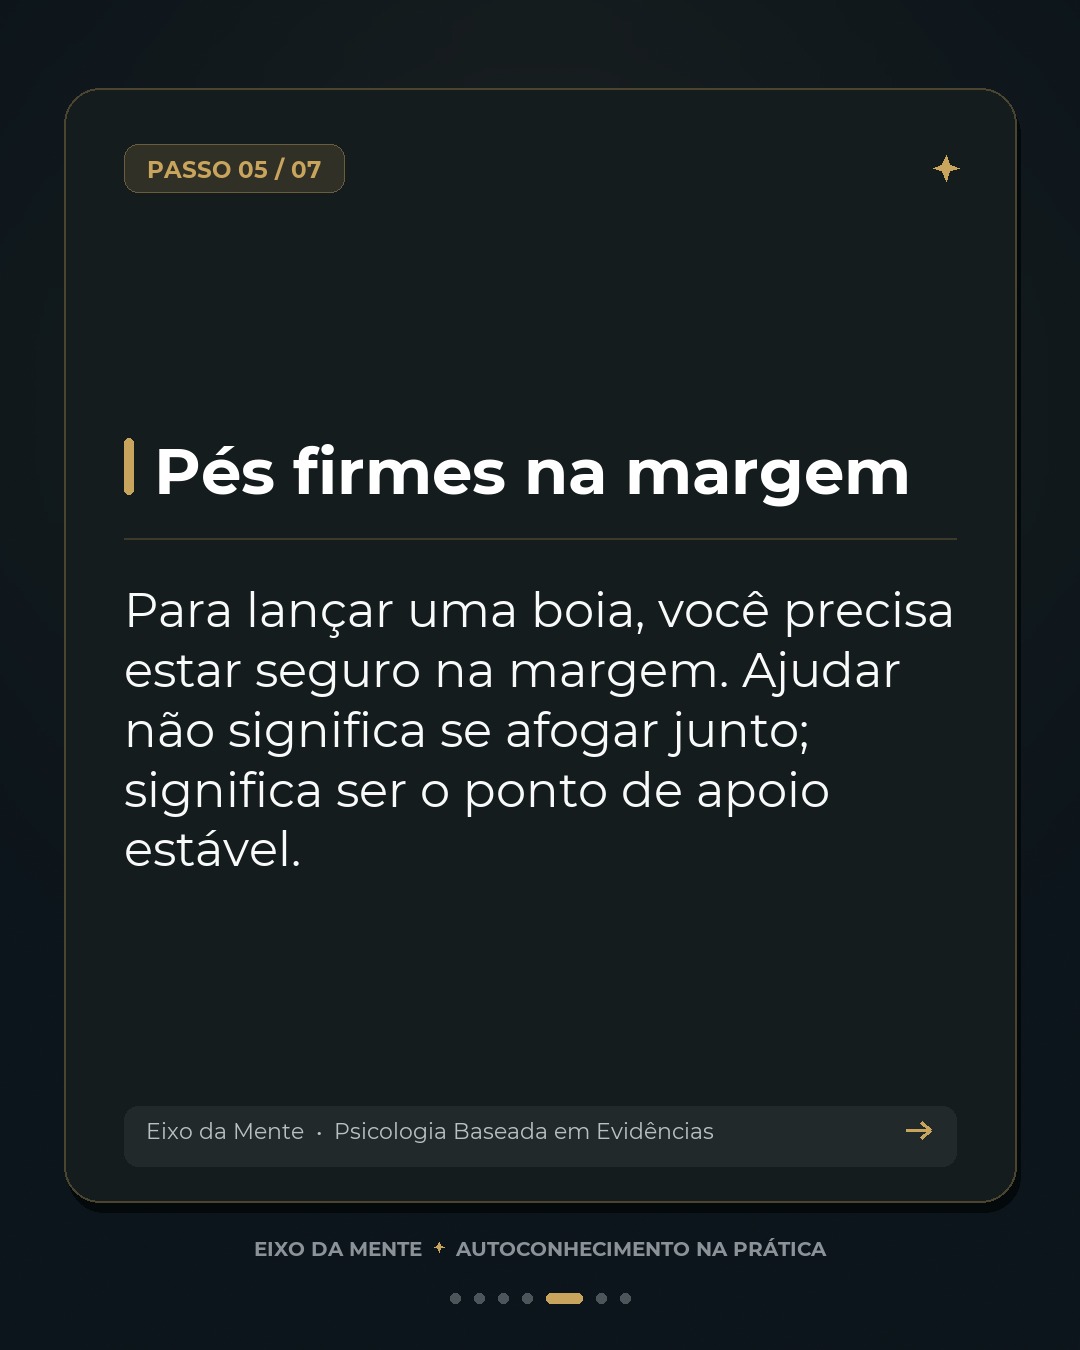 PASSO 05 / 07
Pés firmes na margem
Para lançar uma boia, você precisa
estar seguro na margem. Ajudar
não significa se afogar junto;
significa ser o ponto de apoio
estável.
Eixo da Mente • Psicologia Baseada em Evidências
EIXO DA MENTE ✦ AUTOCONHECIMENTO NA PRÁTICA